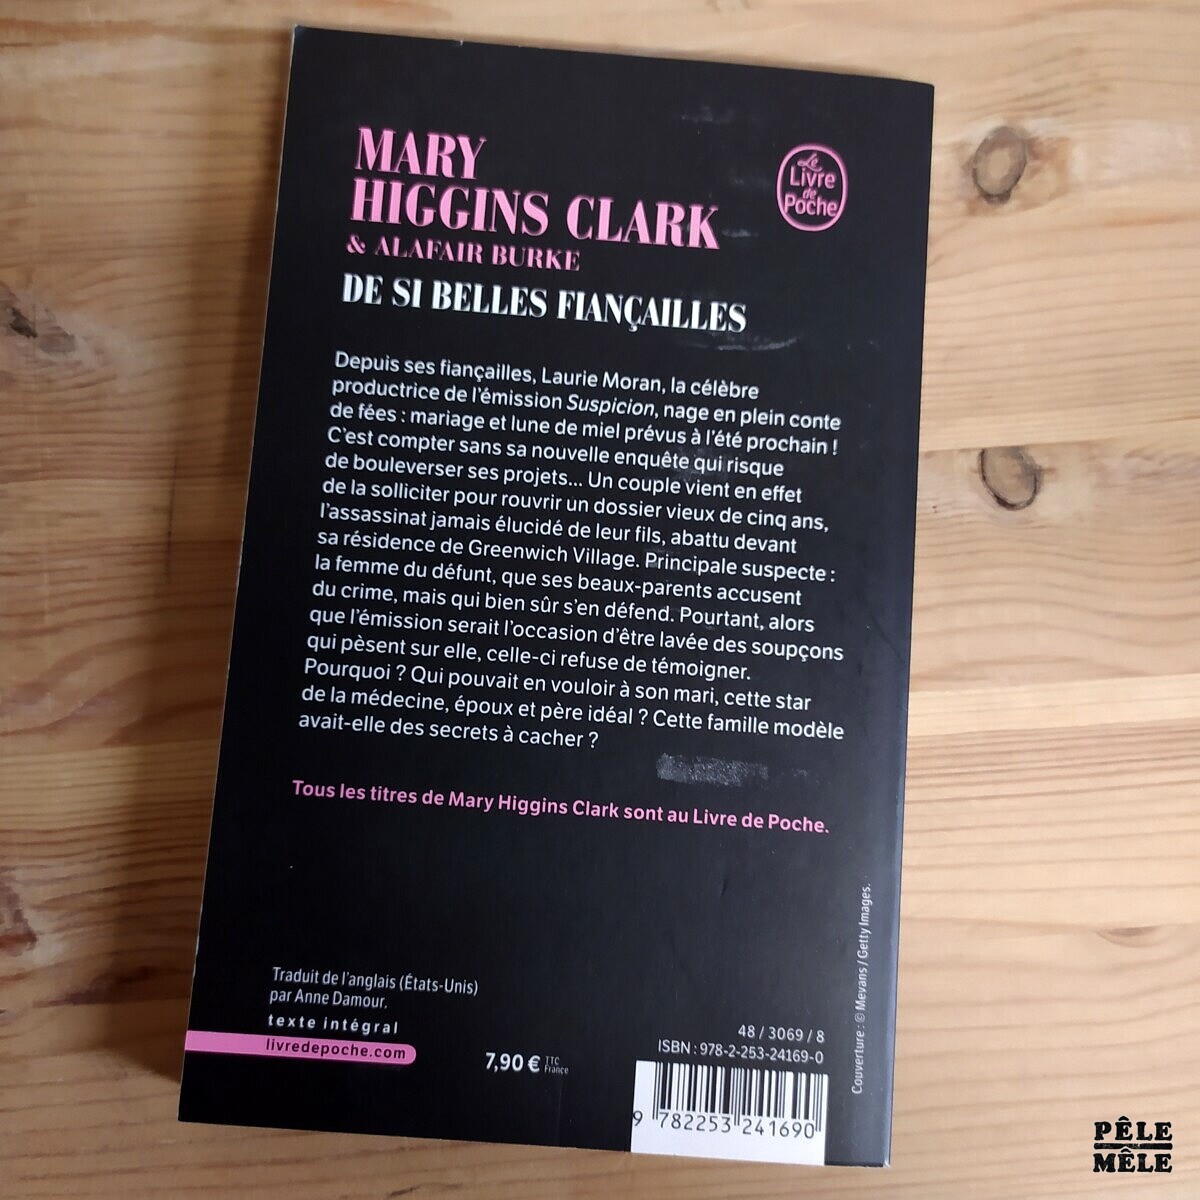 MARY
HIGGINS CLARK
& ALAFAIR BURKE
DE SI BELLES FIANÇAILLES
Le
Livre
de
Poche
Depuis ses fiançailles, Laurie Moran, la célèbre
productrice de l'émission Suspicion, nage en plein conte
de fées : mariage et lune de miel prévus à l'été prochain !
C'est compter sans sa nouvelle enquête qui risque
de bouleverser ses projets... Un couple vient en effet
de la solliciter pour rouvrir un dossier vieux de cinq ans,
l'assassinat jamais élucidé de leur fils, abattu devant
sa résidence de Greenwich Village. Principale suspecte :
la femme du défunt, que ses beaux-parents accusent
du crime, mais qui bien sûr s'en défend. Pourtant, alors
que l'émission serait l'occasion d'être lavée des soupçons
qui pèsent sur elle, celle-ci refuse de témoigner.
Pourquoi ? Qui pouvait en vouloir à son mari, cette star
de la médecine, époux et père idéal ? Cette famille modèle
avait-elle des secrets à cacher ?
Tous les titres de Mary Higgins Clark sont au Livre de Poche.
Traduit de l'anglais (États-Unis)
par Anne Damour.
texte intégral
livredepoche.com
7,90 € TTC
France
48 / 3069 / 8
ISBN : 978-2-253-24169-0
9 782253 241690
Couverture : © Mevans / Getty Images.
PÊLE
MÊLE